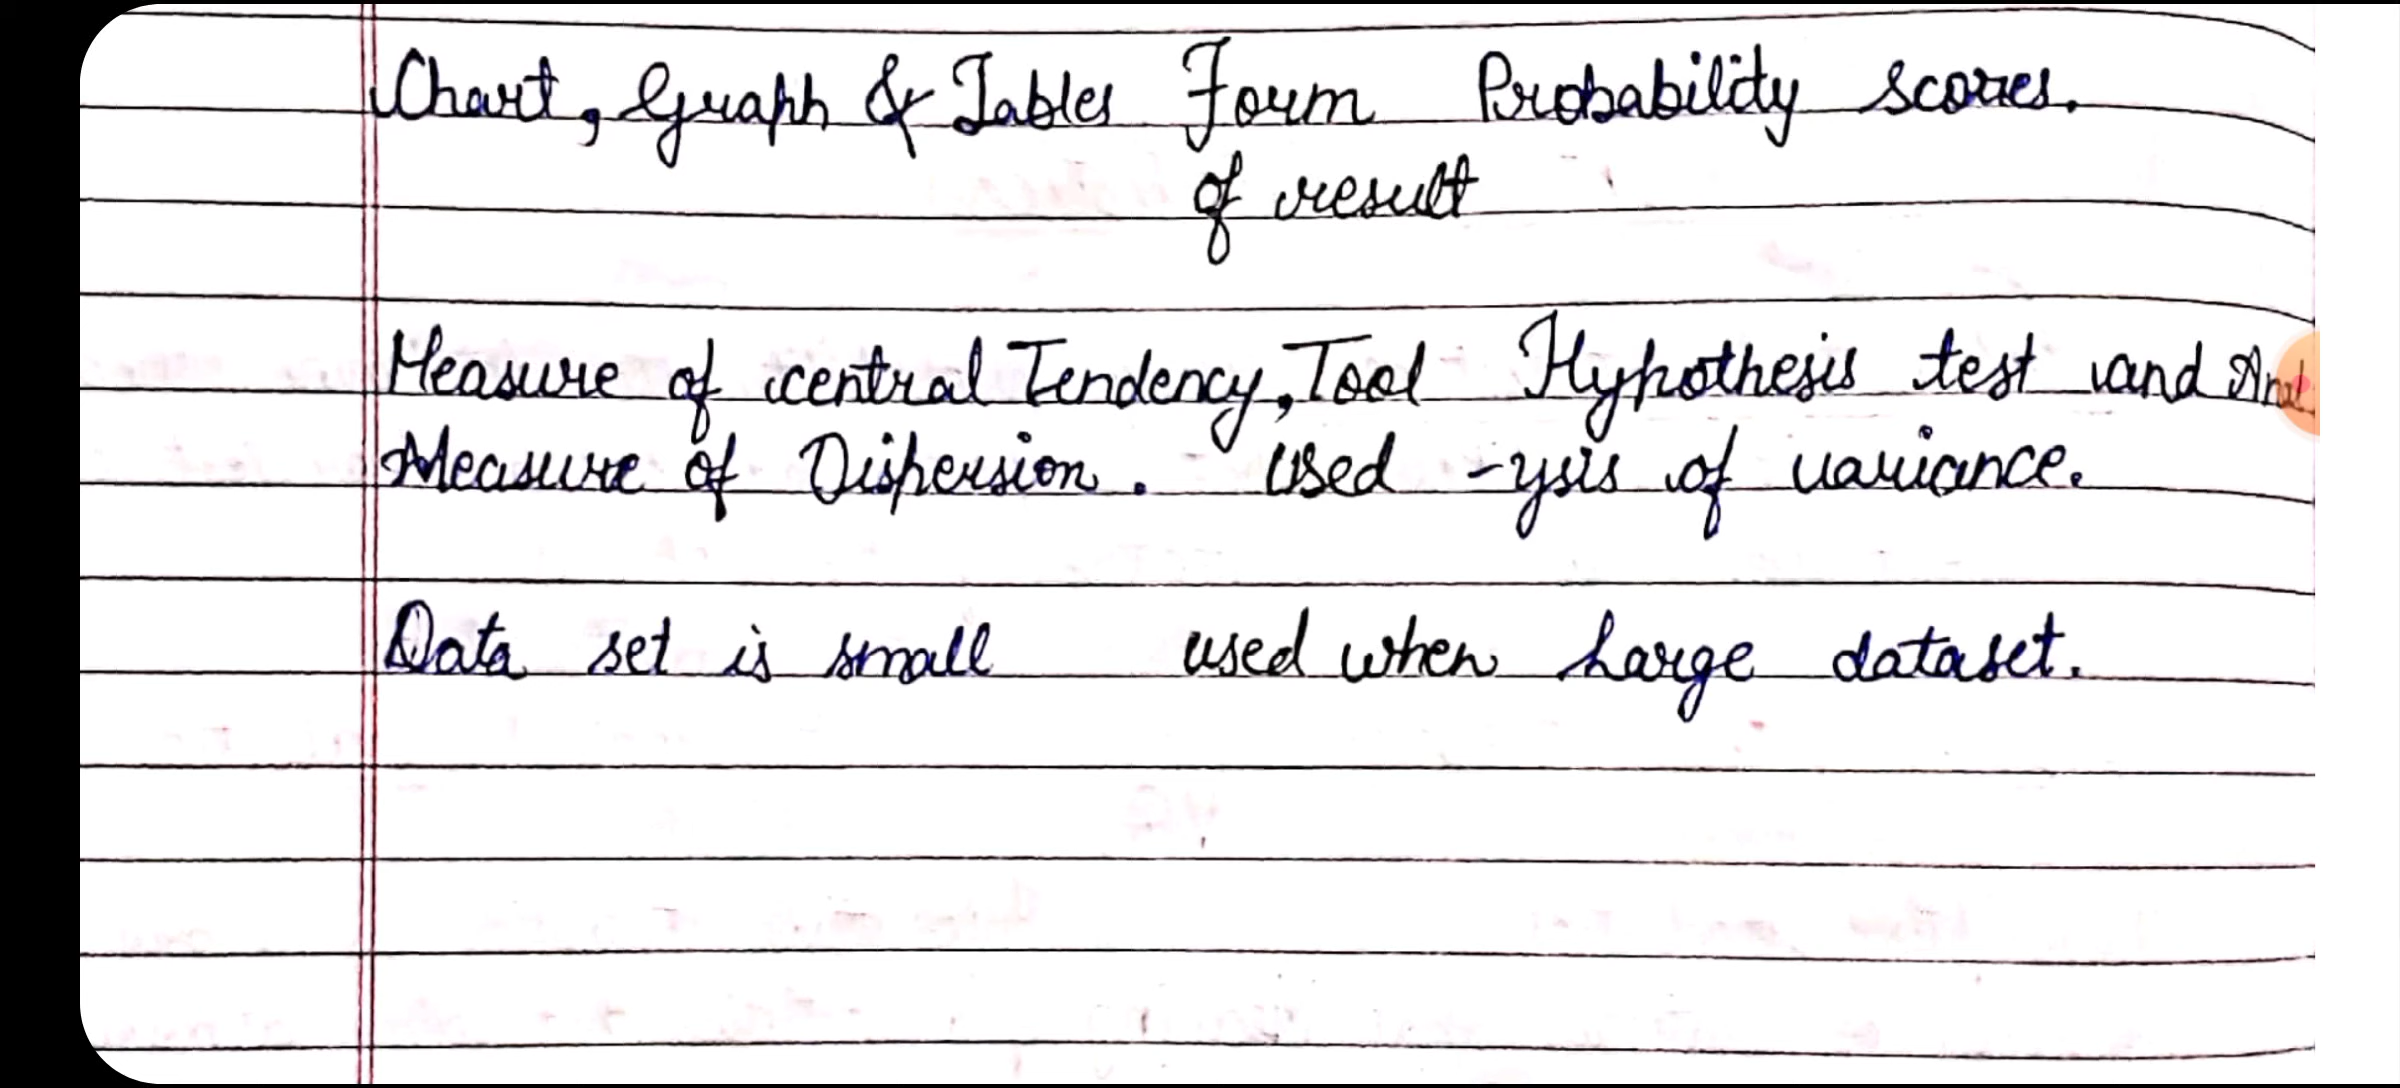 Chart, Graph & Tables Form Probability scores.
of result
Measure of central Tendency, Tool Hypothesis test and Anal
Measure of Dispersion. Used -ysis of variance.
Data set is small used when Large dataset.